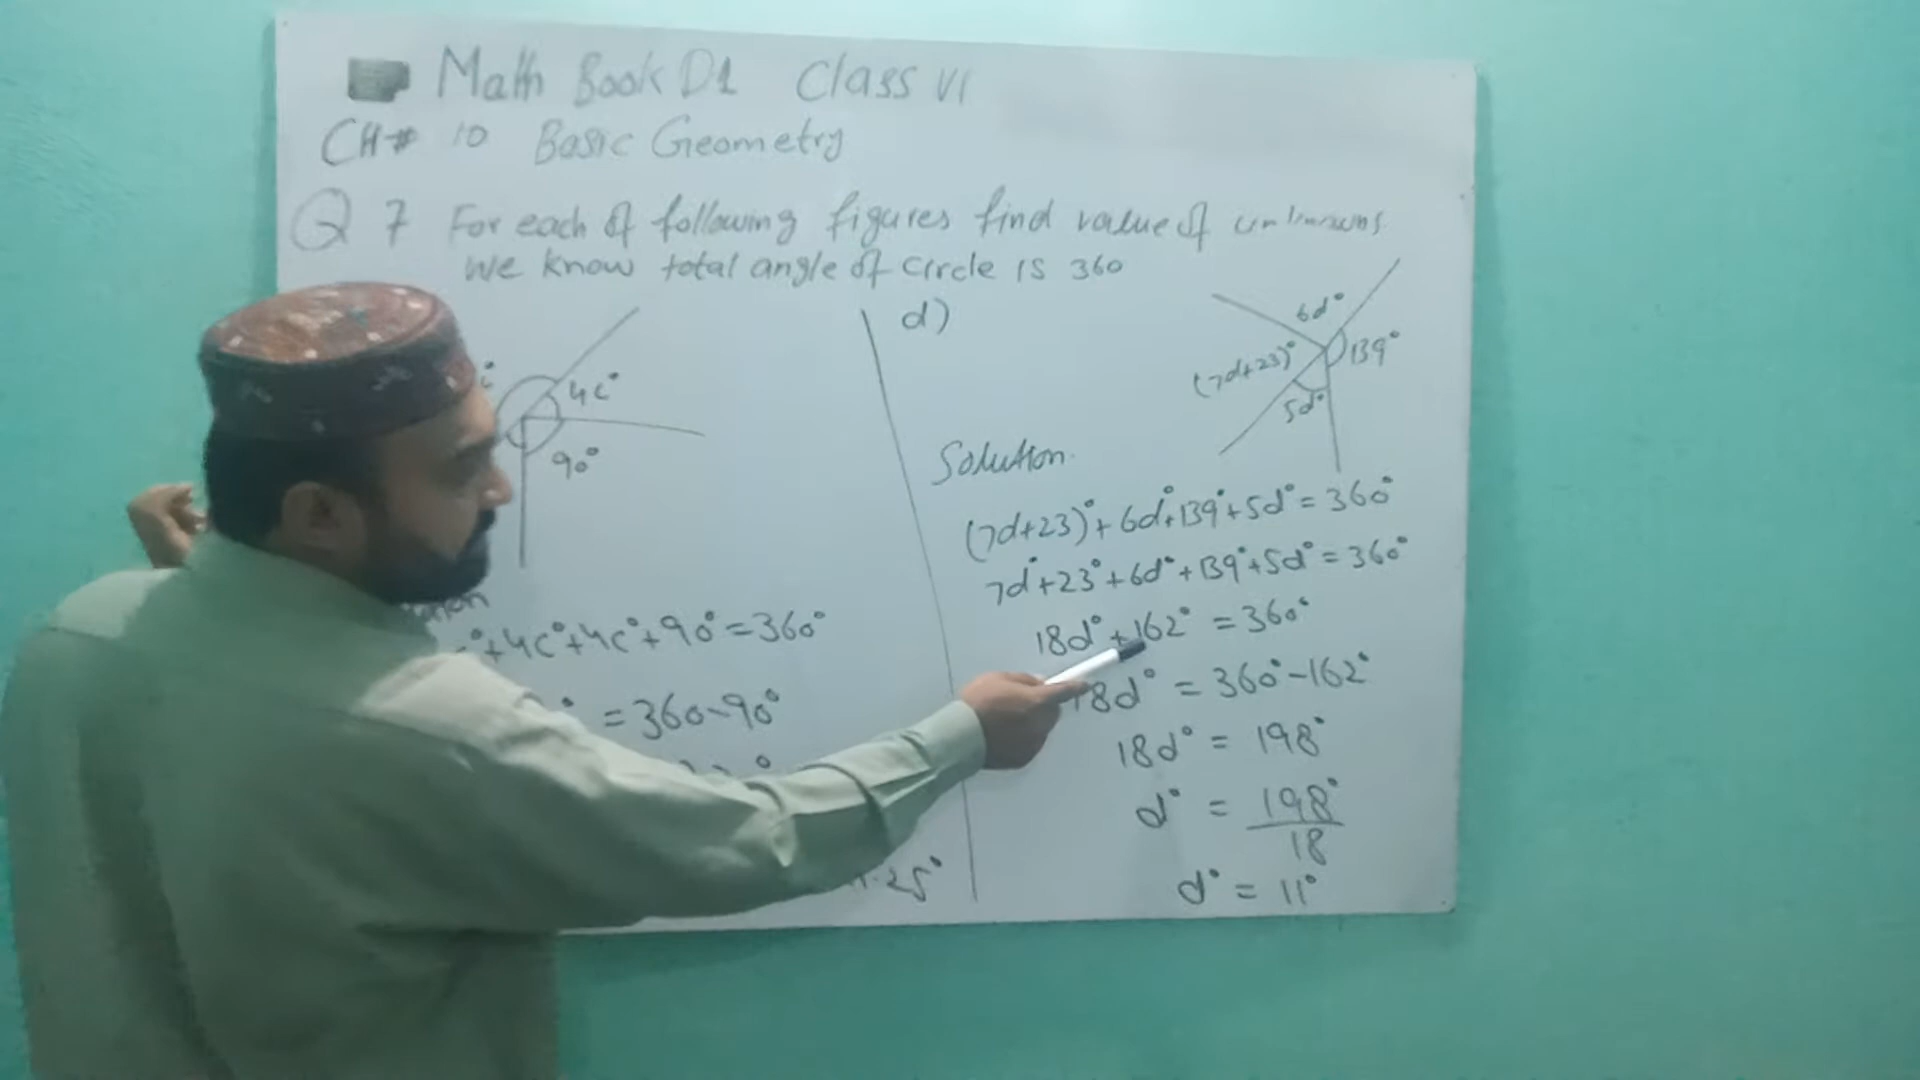 Math Book D1 Class VI
CH# 10 Basic Geometry
Q 7 For each of following figures find value of unknowns
We know total angle of circle is 360
c°
4c°
90°
+4c°+4c°+90°=360°
= 360-90°
.25°
d)
6d°
139°
(7d+23)°
5d°
Solution
(7d+23)°+6d°+139°+5d°=360°
7d°+23°+6d°+139°+5d°=360°
18d°+162° = 360°
18d° = 360°-162°
18d° = 198°
d° = 198°
18
d° = 11°